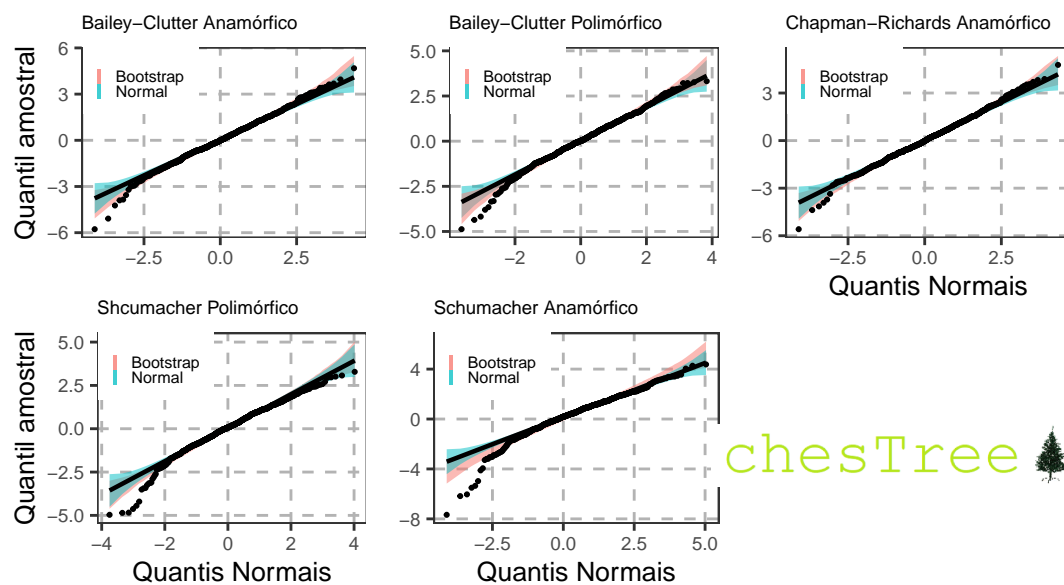 Bailey−Clutter Anamórfico
Bailey−Clutter Polimórfico
Chapman−Richards Anamórfico
Quantil amostral
6
3
0
−3
−6
−2.5
0
2.5
Bootstrap
Normal
5.0
2.5
0.0
−2.5
−5.0
−2
0
2
4
Bootstrap
Normal
3
0
−3
−6
−2.5
0.0
2.5
Bootstrap
Normal
Quantis Normais
Shcumacher Polimórfico
Schumacher Anamórfico
Quantil amostral
5.0
2.5
0.0
−2.5
−5.0
−4
−2
0
2
4
Bootstrap
Normal
Quantis Normais
4
0
−4
−8
−2.5
0.0
2.5
5.0
Bootstrap
Normal
Quantis Normais
chesTree